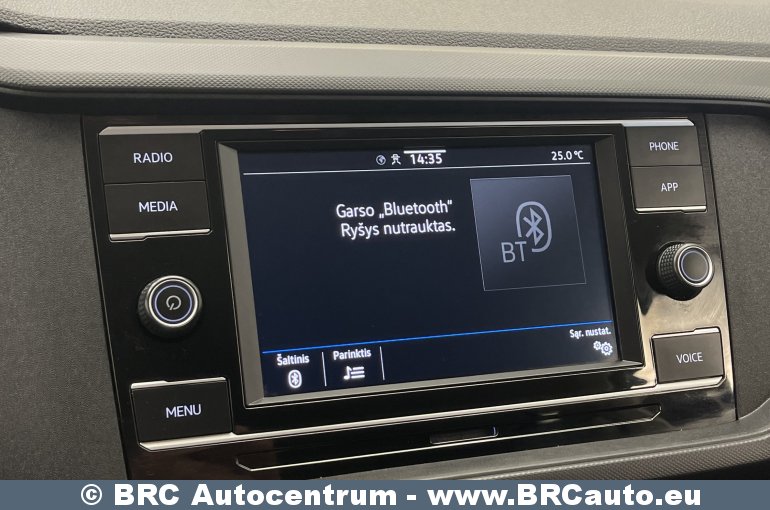 RADIO
MEDIA
MENU
14:35
25.0 °C
Garso „Bluetooth“
Ryšys nutrauktas.
BT
Šaltinis
Parinktis
Sąr. nustat.
PHONE
APP
VOICE
© BRC Autocentrum - www.BRCauto.eu